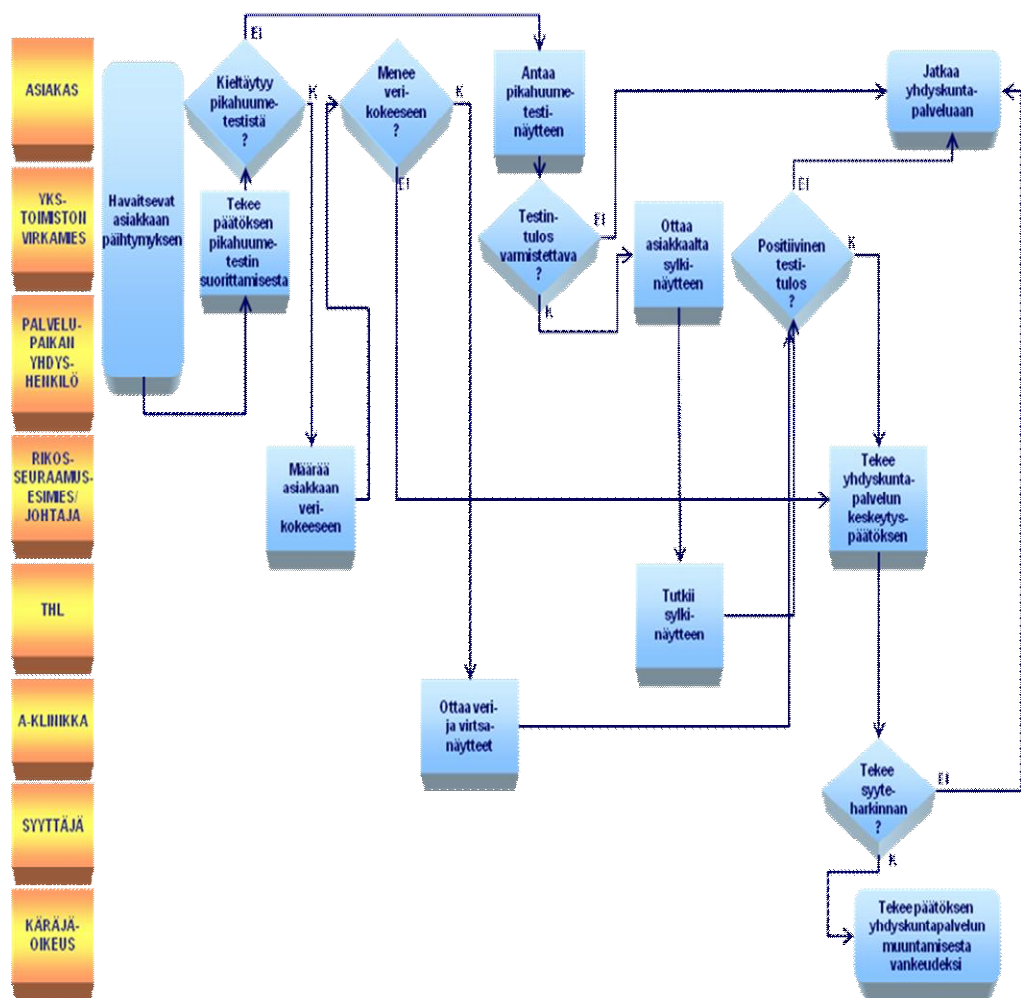 ASIAKAS
YKS-
TOIMISTON
VIRKAMIES
PALVELU-
PAIKAN
YHDYS-
HENKILÖ
RIKOS-
SEURAAMUS-
ESIMIES/
JOHTAJA
THL
A-KLINIKKA
SYYTTÄJÄ
KÄRÄJÄ-
OIKEUS
Havaitsevat
asiakkaan
päihtymyksen
Kieltäytyy
pikahuume-
testistä
?
EI
K
Tekee
päätöksen
pikahuume-
testin
suorittamisesta
Määrää
asiakkaan
veri-
kokeeseen
Menee
veri-
kokeeseen
?
K
EI
Antaa
pikahuume-
testi-
näytteen
Testin-
tulos
varmistettava
?
EI
K
Ottaa
asiakkaalta
sylki-
näytteen
Tutkii
sylki-
näytteen
Ottaa veri-
ja virtsa-
näytteet
Positiivinen
testi-
tulos
?
EI
K
Jatkaa
yhdyskunta-
palveluaan
Tekee
yhdyskunta-
palvelun
keskeytys-
päätöksen
Tekee
syyte-
harkinnan
?
EI
K
Tekee päätöksen
yhdyskuntapalvelun
muuntamisesta
vankeudeksi